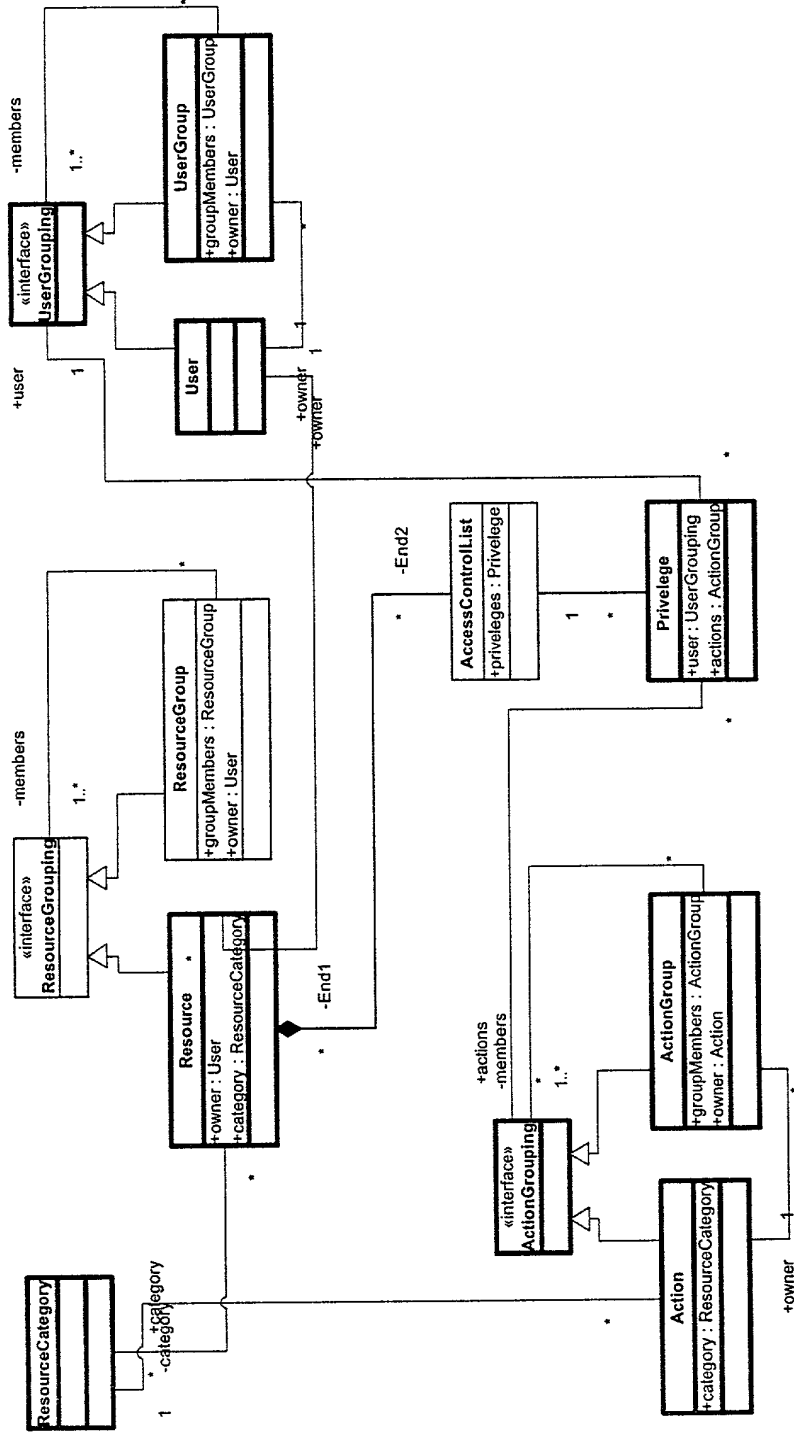 ResourceCategory
1
*
-category
+category
«interface»
ResourceGrouping
-members
1..*
*
Resource
+owner : User
+category : ResourceCategory
*
*
ResourceGroup
+groupMembers : ResourceGroup
+owner : User
-End1
*
«interface»
UserGrouping
-members
1..*
*
+user
1
User
UserGroup
+groupMembers : UserGroup
+owner : User
+owner
+owner
1
1
*
AccessControlList
+priveleges : Privelege
-End2
*
1
*
Privelege
+user : UserGrouping
+actions : ActionGroup
*
*
«interface»
ActionGrouping
+actions
-members
*
1..*
*
Action
+category : ResourceCategory
*
ActionGroup
+groupMembers : ActionGroup
+owner : Action
+owner
1
*